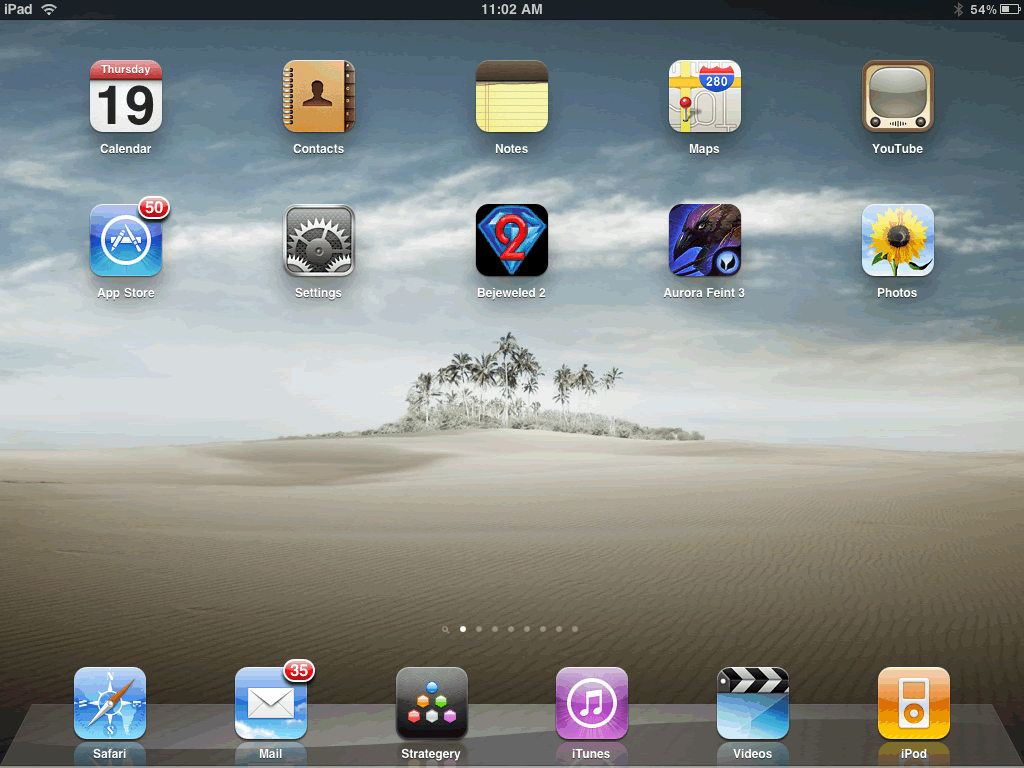 iPad 11:02 AM 54%
Thursday
19
280
Calendar Contacts Notes Maps YouTube
50
2
App Store Settings Bejeweled 2 Aurora Feint 3 Photos
35
N
S
Safari Mail Strategery iTunes Videos iPod